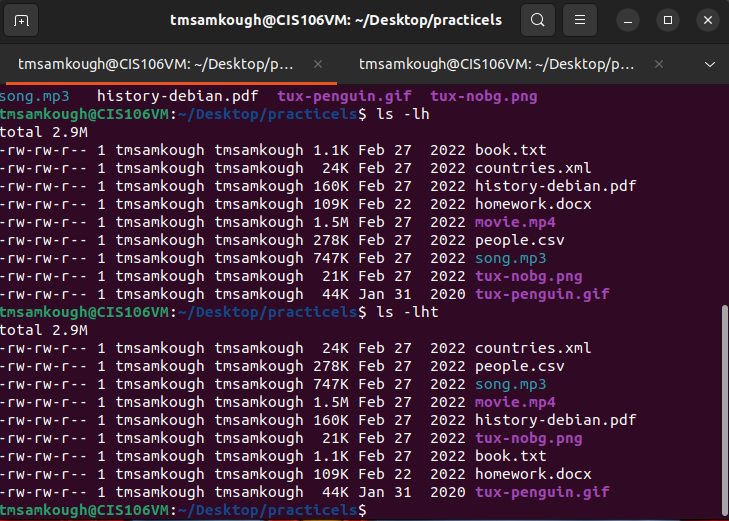 tmsamkough@CIS106VM: ~/Desktop/practicels
tmsamkough@CIS106VM: ~/Desktop/p... × tmsamkough@CIS106VM: ~/Desktop/p... ×
song.mp3 history-debian.pdf tux-penguin.gif tux-nobg.png
tmsamkough@CIS106VM:~/Desktop/practicels$ ls -lh
total 2.9M
-rw-rw-r-- 1 tmsamkough tmsamkough 1.1K Feb 27 2022 book.txt
-rw-rw-r-- 1 tmsamkough tmsamkough 24K Feb 27 2022 countries.xml
-rw-rw-r-- 1 tmsamkough tmsamkough 160K Feb 27 2022 history-debian.pdf
-rw-rw-r-- 1 tmsamkough tmsamkough 109K Feb 22 2022 homework.docx
-rw-rw-r-- 1 tmsamkough tmsamkough 1.5M Feb 27 2022 movie.mp4
-rw-rw-r-- 1 tmsamkough tmsamkough 278K Feb 27 2022 people.csv
-rw-rw-r-- 1 tmsamkough tmsamkough 747K Feb 27 2022 song.mp3
-rw-rw-r-- 1 tmsamkough tmsamkough 21K Feb 27 2022 tux-nobg.png
-rw-rw-r-- 1 tmsamkough tmsamkough 44K Jan 31 2020 tux-penguin.gif
tmsamkough@CIS106VM:~/Desktop/practicels$ ls -lht
total 2.9M
-rw-rw-r-- 1 tmsamkough tmsamkough 24K Feb 27 2022 countries.xml
-rw-rw-r-- 1 tmsamkough tmsamkough 278K Feb 27 2022 people.csv
-rw-rw-r-- 1 tmsamkough tmsamkough 747K Feb 27 2022 song.mp3
-rw-rw-r-- 1 tmsamkough tmsamkough 1.5M Feb 27 2022 movie.mp4
-rw-rw-r-- 1 tmsamkough tmsamkough 160K Feb 27 2022 history-debian.pdf
-rw-rw-r-- 1 tmsamkough tmsamkough 21K Feb 27 2022 tux-nobg.png
-rw-rw-r-- 1 tmsamkough tmsamkough 1.1K Feb 27 2022 book.txt
-rw-rw-r-- 1 tmsamkough tmsamkough 109K Feb 22 2022 homework.docx
-rw-rw-r-- 1 tmsamkough tmsamkough 44K Jan 31 2020 tux-penguin.gif
tmsamkough@CIS106VM:~/Desktop/practicels$